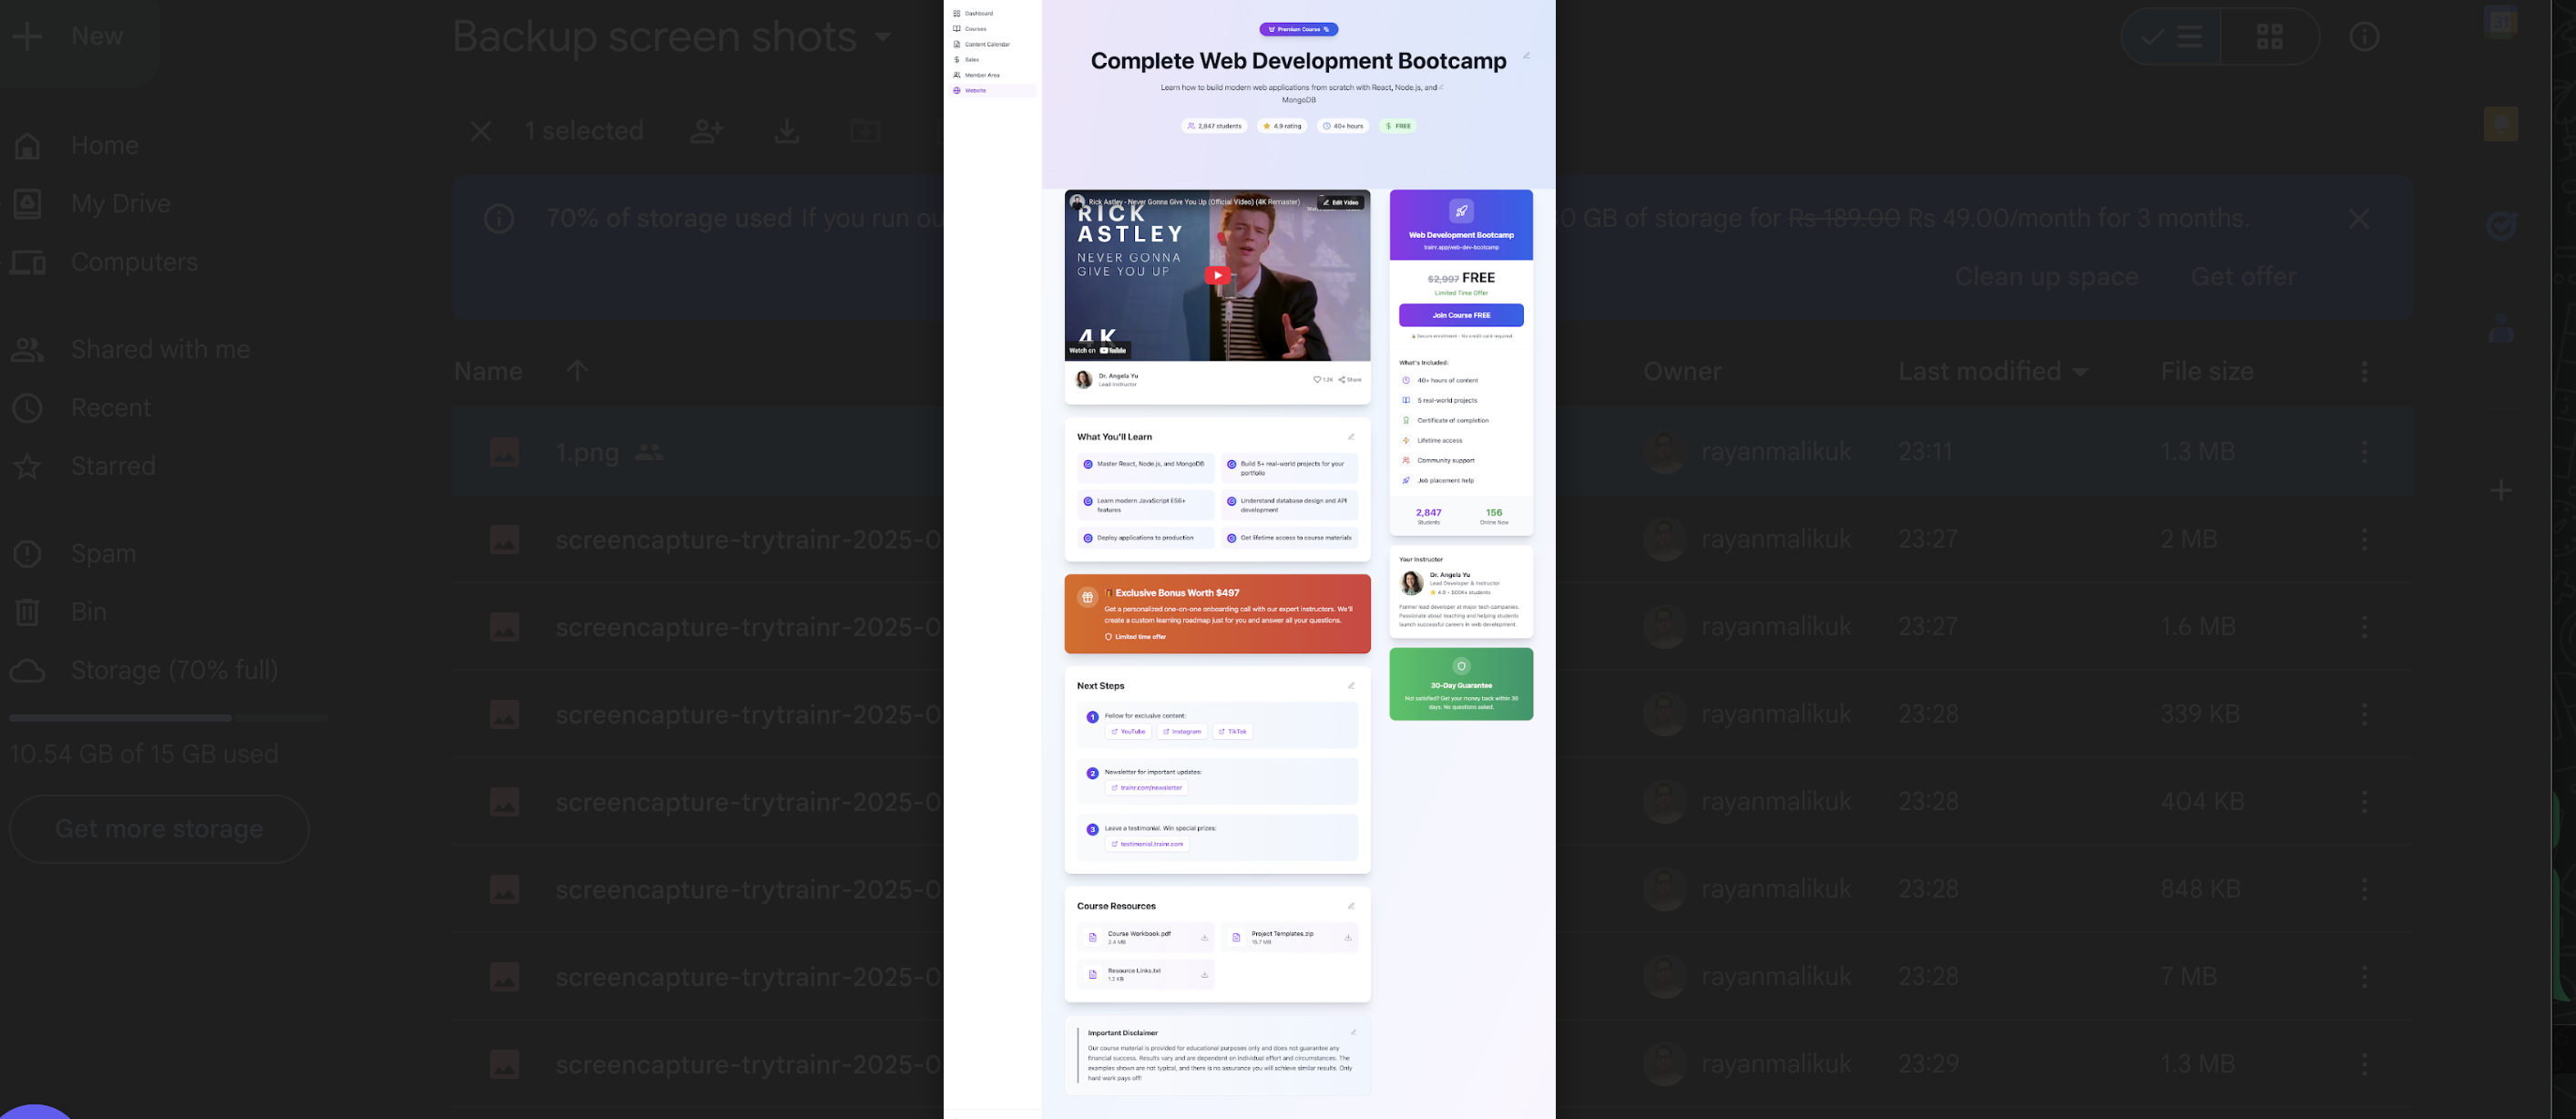 New
Backup screen shots
1 selected
Home
My Drive
Computers
Shared with me
Recent
Starred
Spam
Bin
Storage (70% full)
10.54 GB of 15 GB used
Get more storage
70% of storage used If you run ou
0 GB of storage for Rs 189.00 Rs 49.00/month for 3 months.
Clean up space
Get offer
Name
Owner
Last modified
File size
1.png
rayanmalikuk
23:11
1.3 MB
screencapture-trytrainr-2025-0
rayanmalikuk
23:27
2 MB
screencapture-trytrainr-2025-0
rayanmalikuk
23:27
1.6 MB
screencapture-trytrainr-2025-0
rayanmalikuk
23:28
339 KB
screencapture-trytrainr-2025-0
rayanmalikuk
23:28
404 KB
screencapture-trytrainr-2025-0
rayanmalikuk
23:28
848 KB
screencapture-trytrainr-2025-0
rayanmalikuk
23:28
7 MB
screencapture-trytrainr-2025-0
rayanmalikuk
23:29
1.3 MB
31
Dashboard
Courses
Content Calendar
Sales
Member Area
Website
Premium Course
Complete Web Development Bootcamp
Learn how to build modern web applications from scratch with React, Node.js, and
MongoDB
2,847 students
4.9 rating
40+ hours
FREE
Rick Astley - Never Gonna Give You Up (Official Video) (4K Remaster)
Edit Video
RICK
ASTLEY
NEVER GONNA
GIVE YOU UP
4K
Watch on YouTube
Dr. Angela Yu
Lead Instructor
1.2K
Share
What You'll Learn
Master React, Node.js, and MongoDB
Build 5+ real-world projects for your
portfolio
Learn modern JavaScript ES6+
features
Understand database design and API
development
Deploy applications to production
Get lifetime access to course materials
Exclusive Bonus Worth $497
Get a personalized one-on-one onboarding call with our expert instructors. We'll
create a custom learning roadmap just for you and answer all your questions.
Limited time offer
Next Steps
1
Follow for exclusive content:
YouTube
Instagram
TikTok
2
Newsletter for important updates:
trainr.com/newsletter
3
Leave a testimonial. Win special prizes:
testimonial.trainr.com
Course Resources
Course Workbook.pdf
2.4 MB
Project Templates.zip
15.7 MB
Resource Links.txt
1.2 KB
Important Disclaimer
Our course material is provided for educational purposes only and does not guarantee any
financial success. Results vary and are dependent on individual effort and circumstances. The
examples shown are not typical, and there is no assurance you will achieve similar results. Only
hard work pays off!
Web Development Bootcamp
trainr.app/web-dev-bootcamp
$2,997 FREE
Limited Time Offer
Join Course FREE
Secure enrollment • No credit card required
What's Included:
40+ hours of content
5 real-world projects
Certificate of completion
Lifetime access
Community support
Job placement help
2,847
Students
156
Online Now
Your Instructor
Dr. Angela Yu
Lead Developer & Instructor
4.9 • 500K+ students
Former lead developer at major tech companies.
Passionate about teaching and helping students
launch successful careers in web development.
30-Day Guarantee
Not satisfied? Get your money back within 30
days. No questions asked.